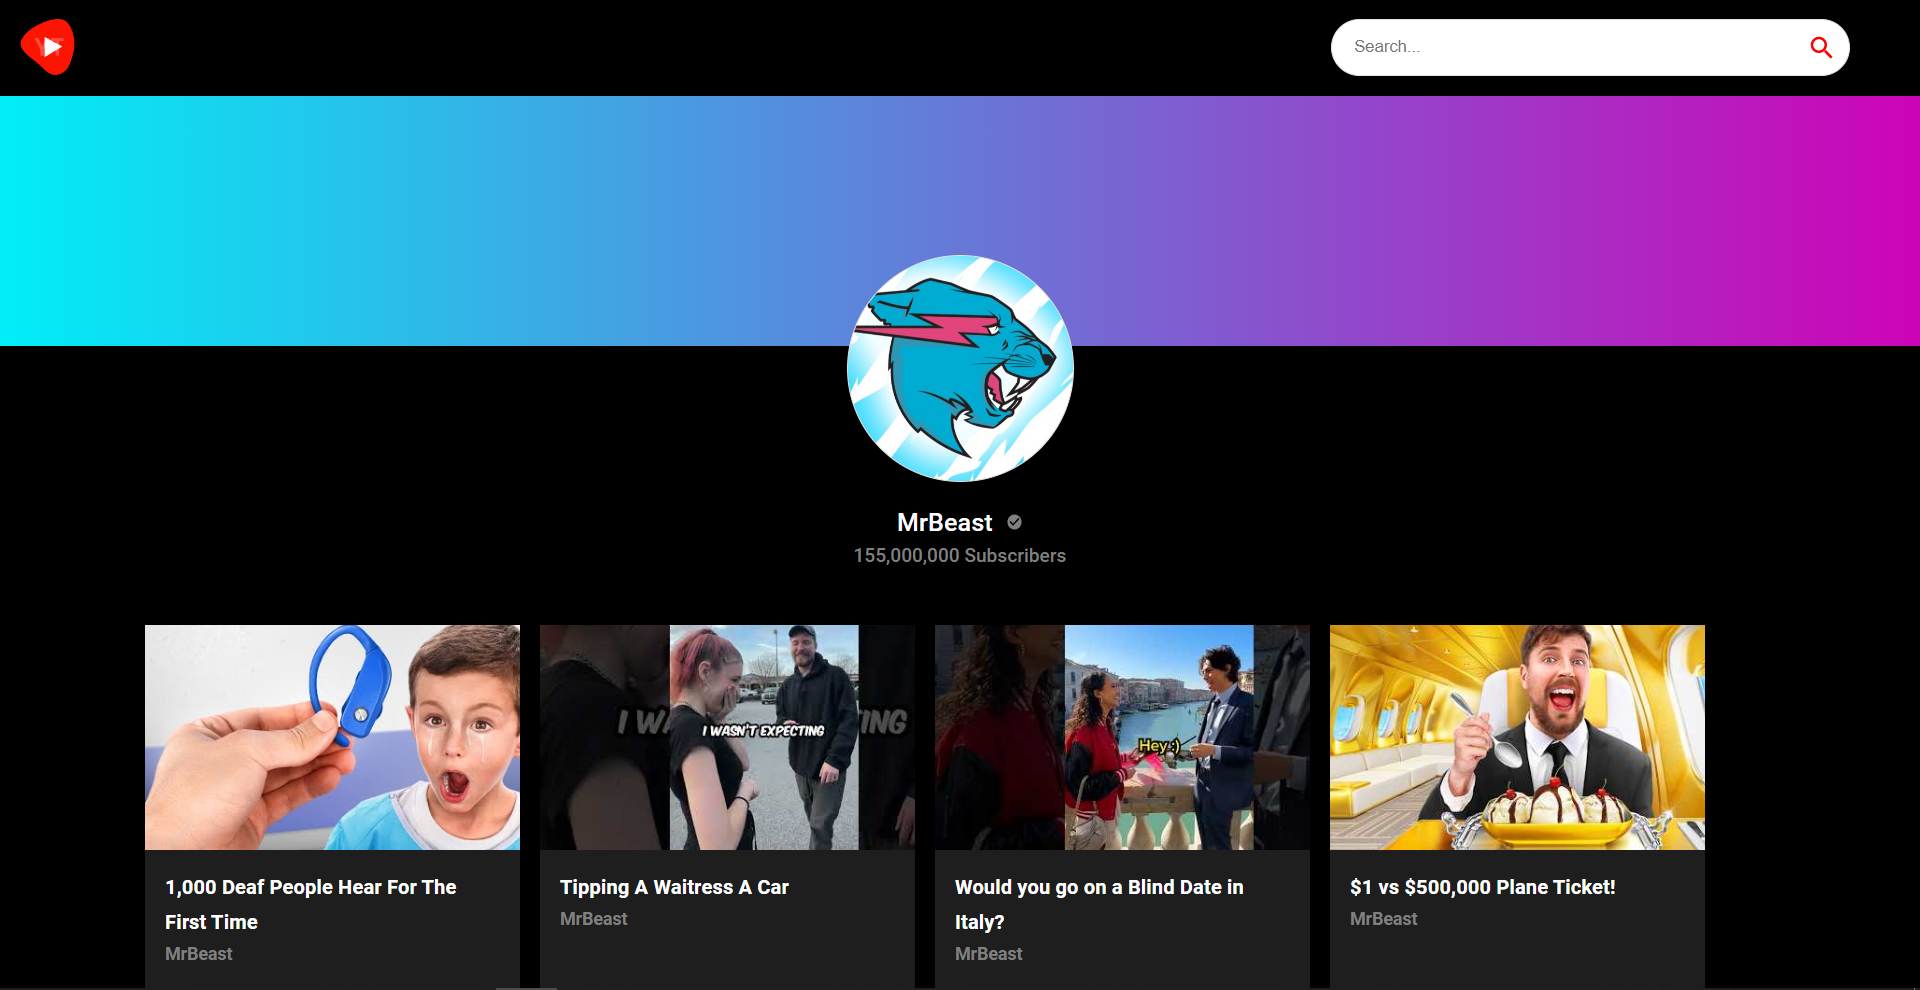 YT
Search...
MrBeast
155,000,000 Subscribers
I WASN'T EXPECTING
I WA
ING
Hey :)
1,000 Deaf People Hear For The
First Time
MrBeast
Tipping A Waitress A Car
MrBeast
Would you go on a Blind Date in
Italy?
MrBeast
$1 vs $500,000 Plane Ticket!
MrBeast